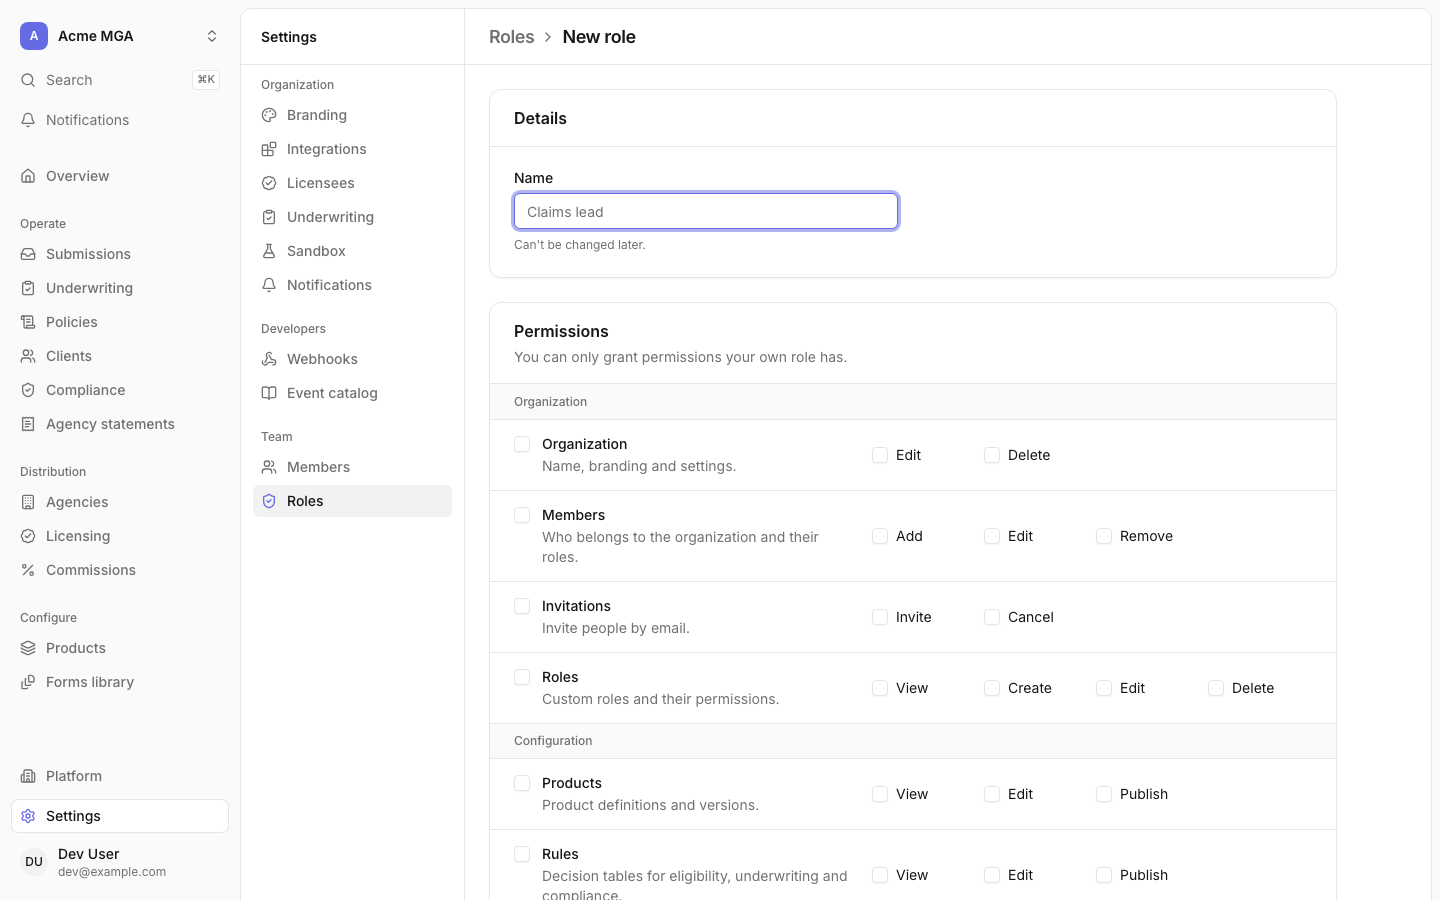 A Acme MGA
Search ⌘K
Notifications
Overview
Operate
Submissions
Underwriting
Policies
Clients
Compliance
Agency statements
Distribution
Agencies
Licensing
Commissions
Configure
Products
Forms library
Platform
Settings
DU Dev User
dev@example.com
Settings
Organization
Branding
Integrations
Licensees
Underwriting
Sandbox
Notifications
Developers
Webhooks
Event catalog
Team
Members
Roles
Roles > New role
Details
Name
Claims lead
Can't be changed later.
Permissions
You can only grant permissions your own role has.
Organization
Organization
Name, branding and settings.
Edit Delete
Members
Who belongs to the organization and their
roles.
Add Edit Remove
Invitations
Invite people by email.
Invite Cancel
Roles
Custom roles and their permissions.
View Create Edit Delete
Configuration
Products
Product definitions and versions.
View Edit Publish
Rules
Decision tables for eligibility, underwriting and
compliance.
View Edit Publish